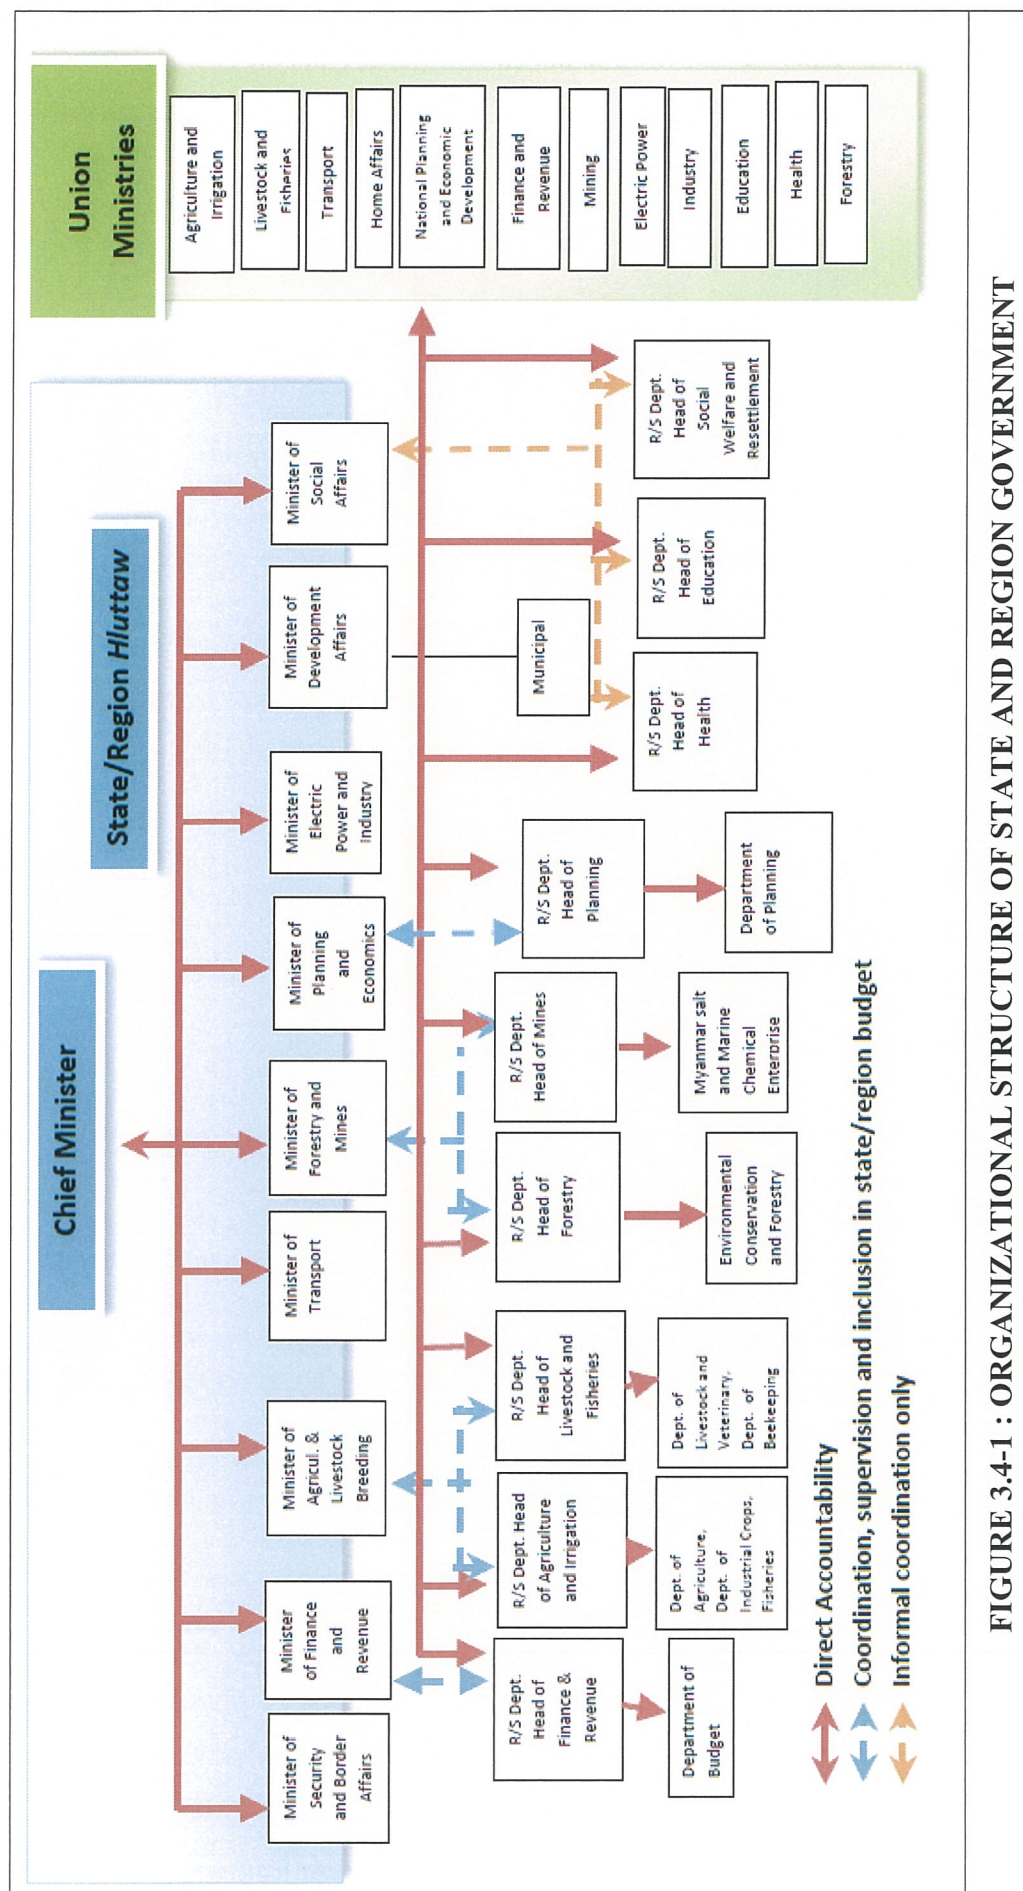 Chief Minister
State/Region Hluttaw
Union
Ministries
Minister of
Security
and Border
Affairs
Minister
of Finance
and
Revenue
Minister of
Agricul. &
Livestock
Breeding
Minister of
Transport
Minister of
Forestry and
Mines
Minister of
Planning
and
Economics
Minister of
Electric
Power and
Industry
Minister of
Development
Affairs
Minister of
Social
Affairs
Agriculture and
Irrigation
Livestock and
Fisheries
Transport
Home Affairs
National Planning
and Economic
Development
Finance and
Revenue
Mining
Electric Power
Industry
Education
Health
Forestry
Municipal
R/S Dept.
Head of
Finance &
Revenue
R/S Dept. Head
of Agriculture
and Irrigation
R/S Dept.
Head of
Livestock and
Fisheries
R/S Dept.
Head of
Forestry
R/S Dept.
Head of Mines
R/S Dept.
Head of
Planning
R/S Dept.
Head of
Health
R/S Dept.
Head of
Education
R/S Dept.
Head of
Social
Welfare and
Resettlement
Department of
Budget
Dept. of
Agriculture,
Dept. of
Industrial Crops,
Fisheries
Dept. of
Livestock and
Veterinary,
Dept. of
Beekeeping
Environmental
Conservation
and Forestry
Myanmar salt
and Marine
Chemical
Enterprise
Department
of Planning
Direct Accountability
Coordination, supervision and inclusion in state/region budget
Informal coordination only
FIGURE 3.4-1 : ORGANIZATIONAL STRUCTURE OF STATE AND REGION GOVERNMENT